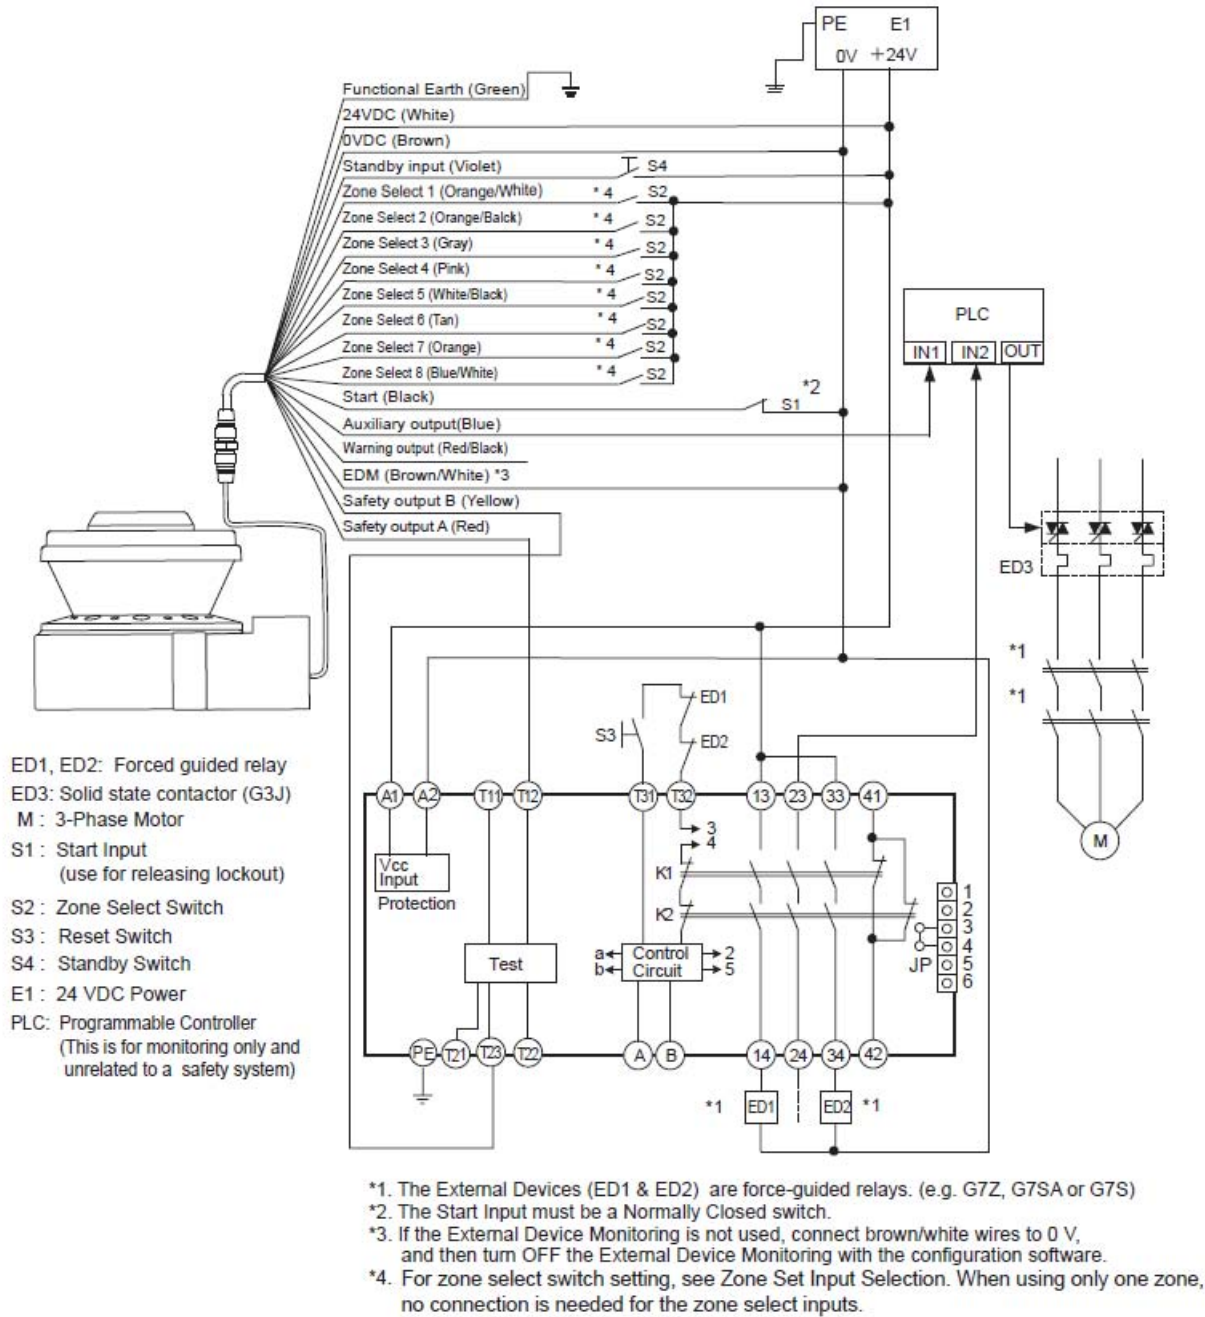 PE E1
0V +24V
Functional Earth (Green)
24VDC (White)
0VDC (Brown)
Standby input (Violet) S4
Zone Select 1 (Orange/White) * 4 S2
Zone Select 2 (Orange/Balck) * 4 S2
Zone Select 3 (Gray) * 4 S2
Zone Select 4 (Pink) * 4 S2
Zone Select 5 (White/Black) * 4 S2
Zone Select 6 (Tan) * 4 S2
Zone Select 7 (Orange) * 4 S2
Zone Select 8 (Blue/White) * 4 S2
PLC
IN1 IN2 OUT
Start (Black) S1 *2
Auxiliary output(Blue)
Warning output (Red/Black)
EDM (Brown/White) *3
Safety output B (Yellow)
Safety output A (Red)
ED3
*1
*1
M
ED1
S3 ED2
A1 A2 T11 T12 T31 T32 13 23 33 41
3
4
Vcc
Input
Protection
K1
K2
1
2
3
4
5
6
JP
Test
a Control 2
b Circuit 5
PE T21 T23 T22 A B 14 24 34 42
*1 ED1 ED2 *1
ED1, ED2: Forced guided relay
ED3: Solid state contactor (G3J)
M : 3-Phase Motor
S1 : Start Input
(use for releasing lockout)
S2 : Zone Select Switch
S3 : Reset Switch
S4 : Standby Switch
E1 : 24 VDC Power
PLC: Programmable Controller
(This is for monitoring only and
unrelated to a safety system)
*1. The External Devices (ED1 & ED2) are force-guided relays. (e.g. G7Z, G7SA or G7S)
*2. The Start Input must be a Normally Closed switch.
*3. If the External Device Monitoring is not used, connect brown/white wires to 0 V,
and then turn OFF the External Device Monitoring with the configuration software.
*4. For zone select switch setting, see Zone Set Input Selection. When using only one zone,
no connection is needed for the zone select inputs.